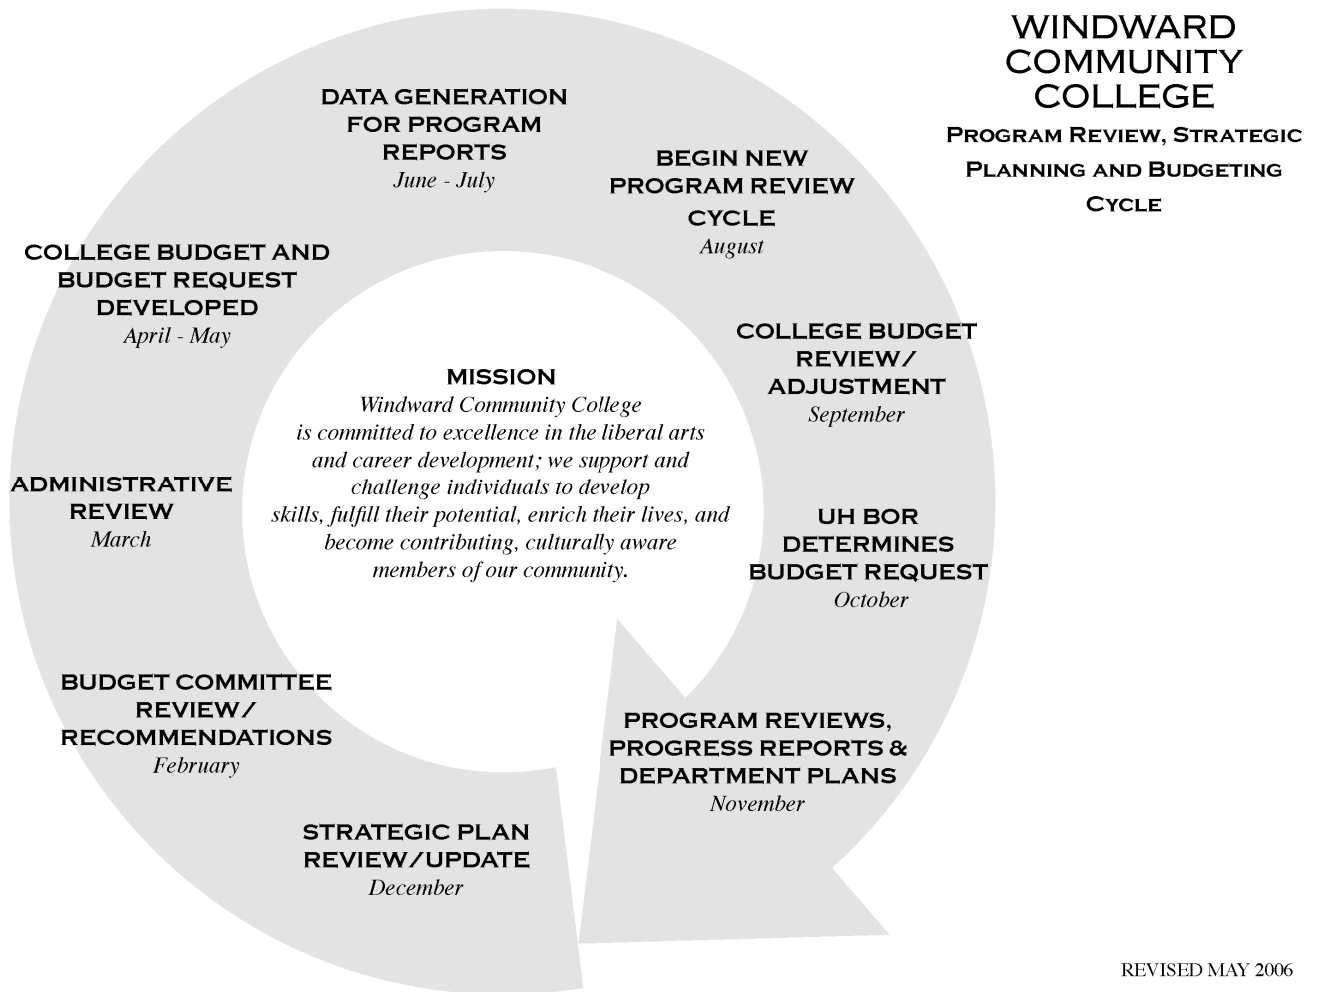 WINDWARD
COMMUNITY
COLLEGE
PROGRAM REVIEW, STRATEGIC
PLANNING AND BUDGETING
CYCLE
DATA GENERATION
FOR PROGRAM
REPORTS
June - July
BEGIN NEW
PROGRAM REVIEW
CYCLE
August
COLLEGE BUDGET
REVIEW/
ADJUSTMENT
September
UH BOR
DETERMINES
BUDGET REQUEST
October
PROGRAM REVIEWS,
PROGRESS REPORTS &
DEPARTMENT PLANS
November
STRATEGIC PLAN
REVIEW/UPDATE
December
BUDGET COMMITTEE
REVIEW/
RECOMMENDATIONS
February
ADMINISTRATIVE
REVIEW
March
COLLEGE BUDGET AND
BUDGET REQUEST
DEVELOPED
April - May
MISSION
Windward Community College
is committed to excellence in the liberal arts
and career development; we support and
challenge individuals to develop
skills, fulfill their potential, enrich their lives, and
become contributing, culturally aware
members of our community.
REVISED MAY 2006